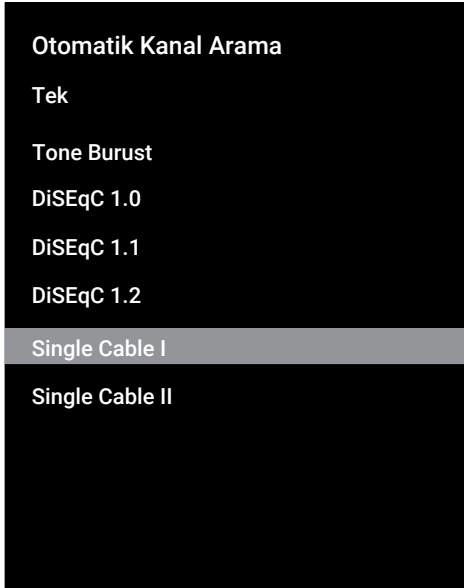 Otomatik Kanal Arama
Tek
Tone Burust
DiSEqC 1.0
DiSEqC 1.1
DiSEqC 1.2
Single Cable I
Single Cable II